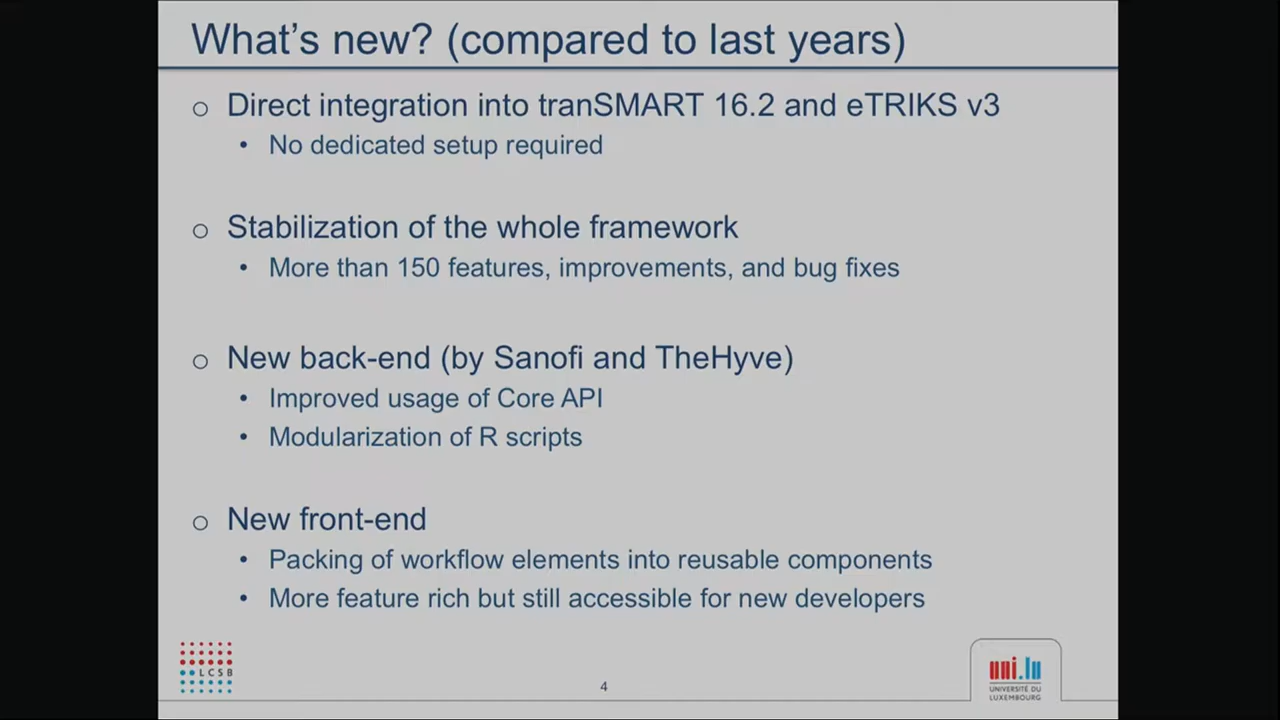 What's new? (compared to last years)
o Direct integration into tranSMART 16.2 and eTRIKS v3
• No dedicated setup required
o Stabilization of the whole framework
• More than 150 features, improvements, and bug fixes
o New back-end (by Sanofi and TheHyve)
• Improved usage of Core API
• Modularization of R scripts
o New front-end
• Packing of workflow elements into reusable components
• More feature rich but still accessible for new developers
LCSB
4
uni.lu
UNIVERSITÉ DU
LUXEMBOURG